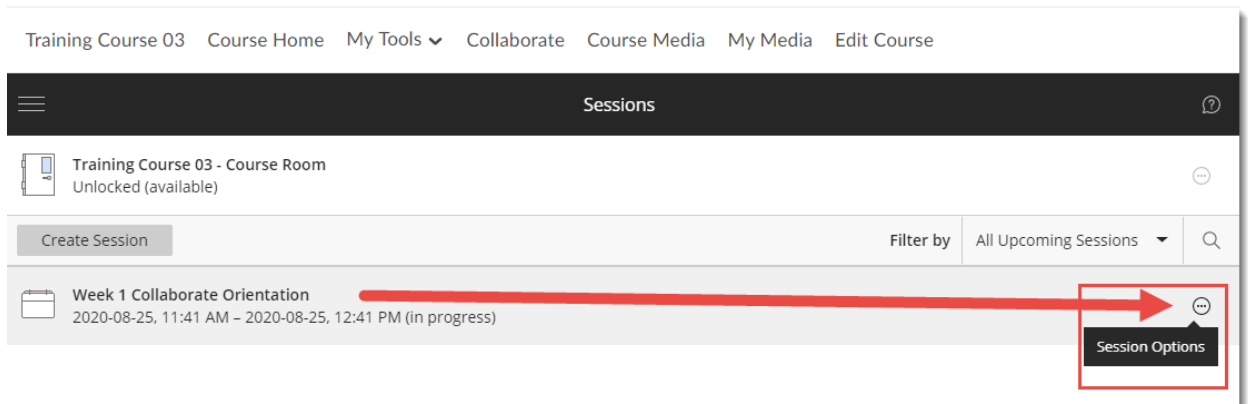 Training Course 03 Course Home My Tools Collaborate Course Media My Media Edit Course
Sessions
Training Course 03 - Course Room
Unlocked (available)
Create Session
Filter by All Upcoming Sessions
Week 1 Collaborate Orientation
2020-08-25, 11:41 AM – 2020-08-25, 12:41 PM (in progress)
Session Options